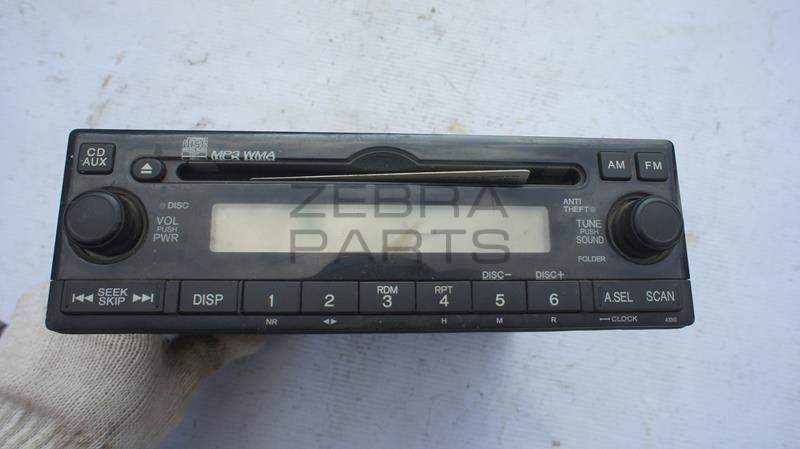 CD
AUX
MP3 WMA
AM
FM
DISC
VOL
PUSH
PWR
ZEBRA
PARTS
ANTI
THEFT
TUNE
PUSH
SOUND
FOLDER
DISC- DISC+
SEEK
SKIP
DISP
1
2
RDM
3
RPT
4
5
6
A.SEL
SCAN
NR
H
M
R
CLOCK